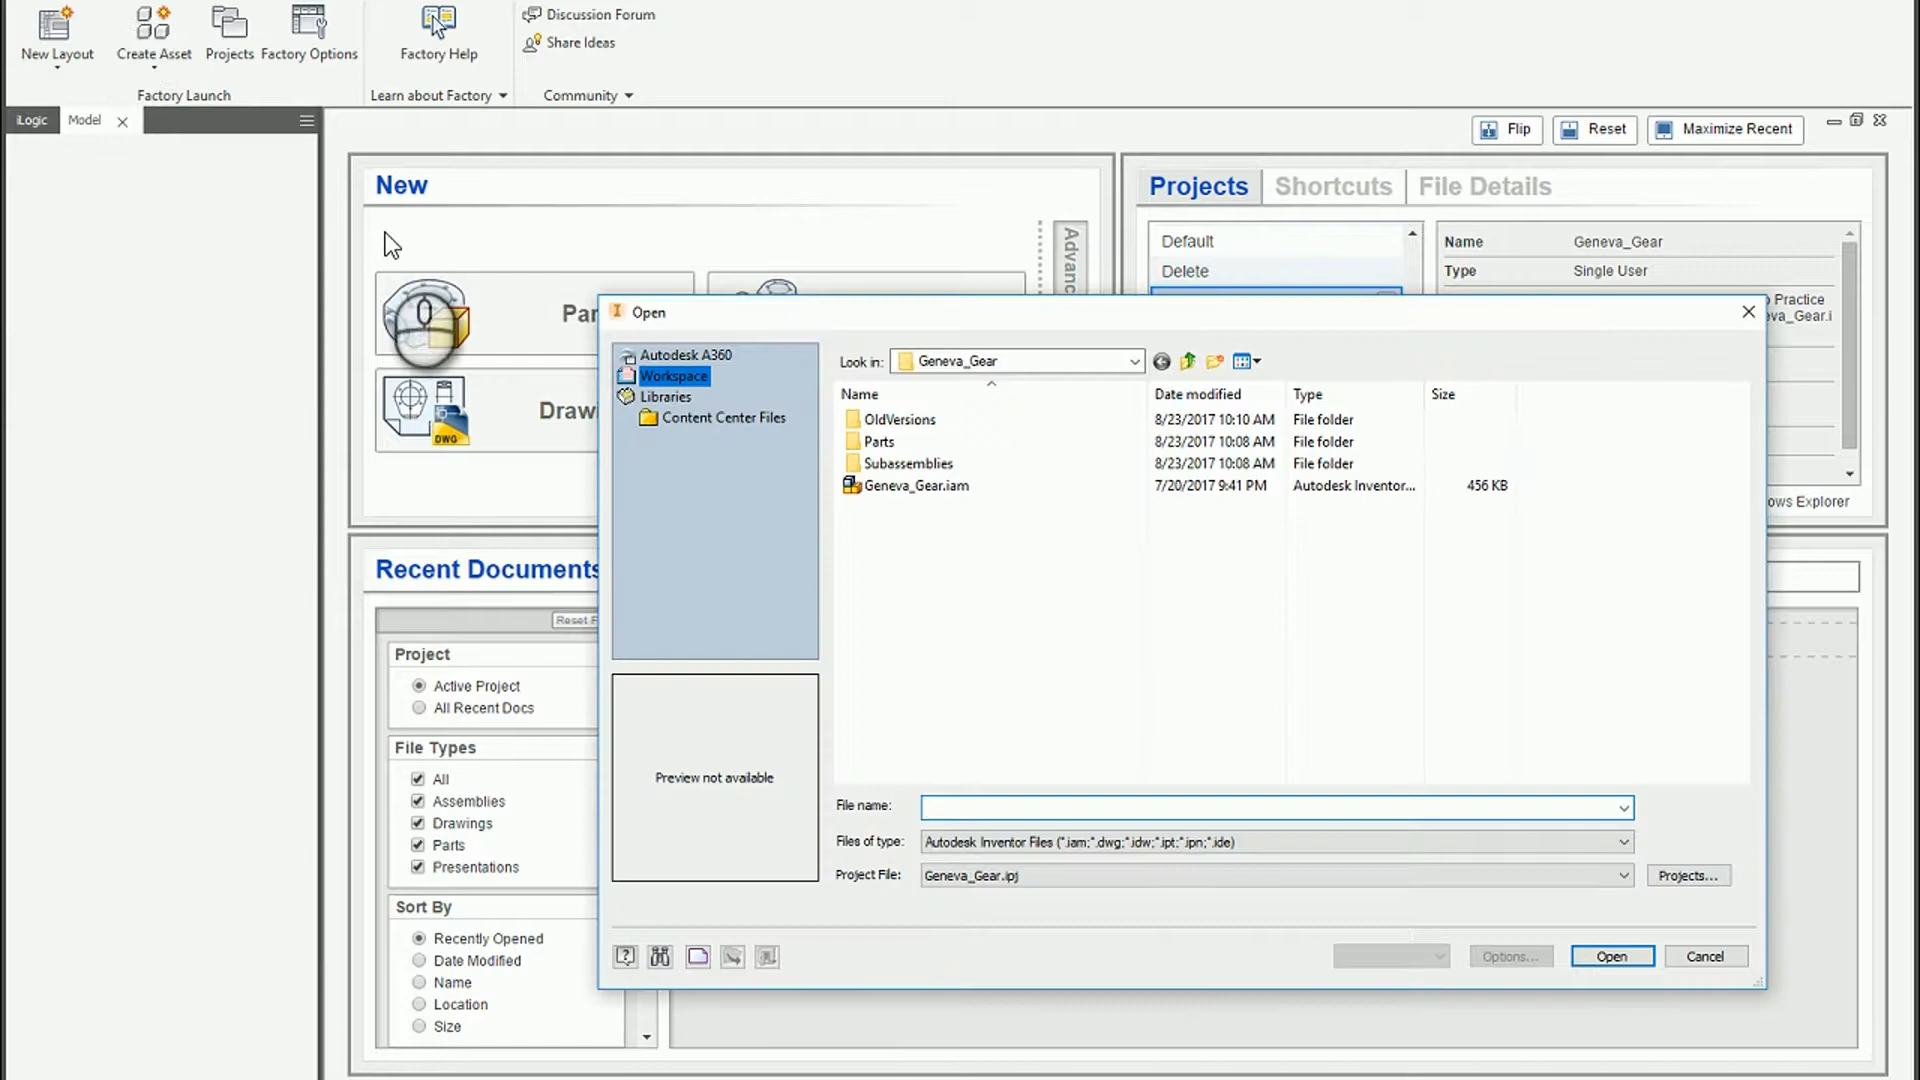 New Layout
Create Asset
Projects
Factory Options
Factory Help
Discussion Forum
Share Ideas
Factory Launch
Learn about Factory
Community
iLogic
Model
Flip
Reset
Maximize Recent
New
Projects
Shortcuts
File Details
Advanc
Default
Delete
Name Geneva_Gear
Type Single User
Practice
va_Gear.i
ows Explorer
Par
Draw
DWG
Open
Autodesk A360
Workspace
Libraries
Content Center Files
Look in: Geneva_Gear
Name Date modified Type Size
OldVersions 8/23/2017 10:10 AM File folder
Parts 8/23/2017 10:08 AM File folder
Subassemblies 8/23/2017 10:08 AM File folder
Geneva_Gear.iam 7/20/2017 9:41 PM Autodesk Inventor... 456 KB
Preview not available
File name:
Files of type: Autodesk Inventor Files (*.iam;*.dwg;*.idw;*.ipt;*.ipn;*.ide)
Project File: Geneva_Gear.ipj
Projects...
Options...
Open
Cancel
Recent Documents
Reset F
Project
Active Project
All Recent Docs
File Types
All
Assemblies
Drawings
Parts
Presentations
Sort By
Recently Opened
Date Modified
Name
Location
Size